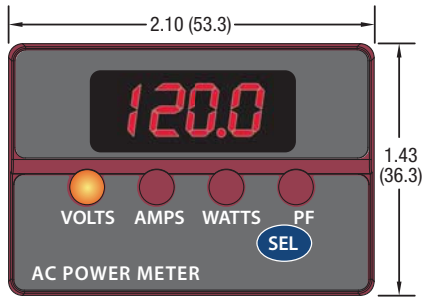 2.10 (53.3)
120.0
1.43
(36.3)
VOLTS AMPS WATTS PF
SEL
AC POWER METER